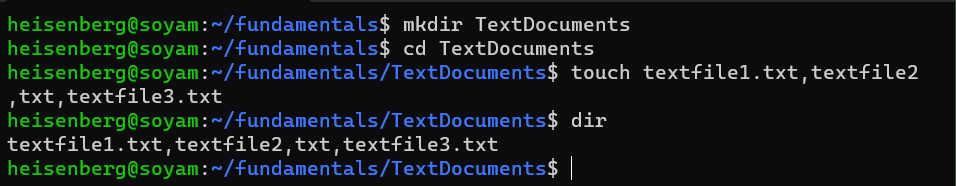 heisenberg@soyam:~/fundamentals$ mkdir TextDocuments
heisenberg@soyam:~/fundamentals$ cd TextDocuments
heisenberg@soyam:~/fundamentals/TextDocuments$ touch textfile1.txt,textfile2
,txt,textfile3.txt
heisenberg@soyam:~/fundamentals/TextDocuments$ dir
textfile1.txt,textfile2,txt,textfile3.txt
heisenberg@soyam:~/fundamentals/TextDocuments$